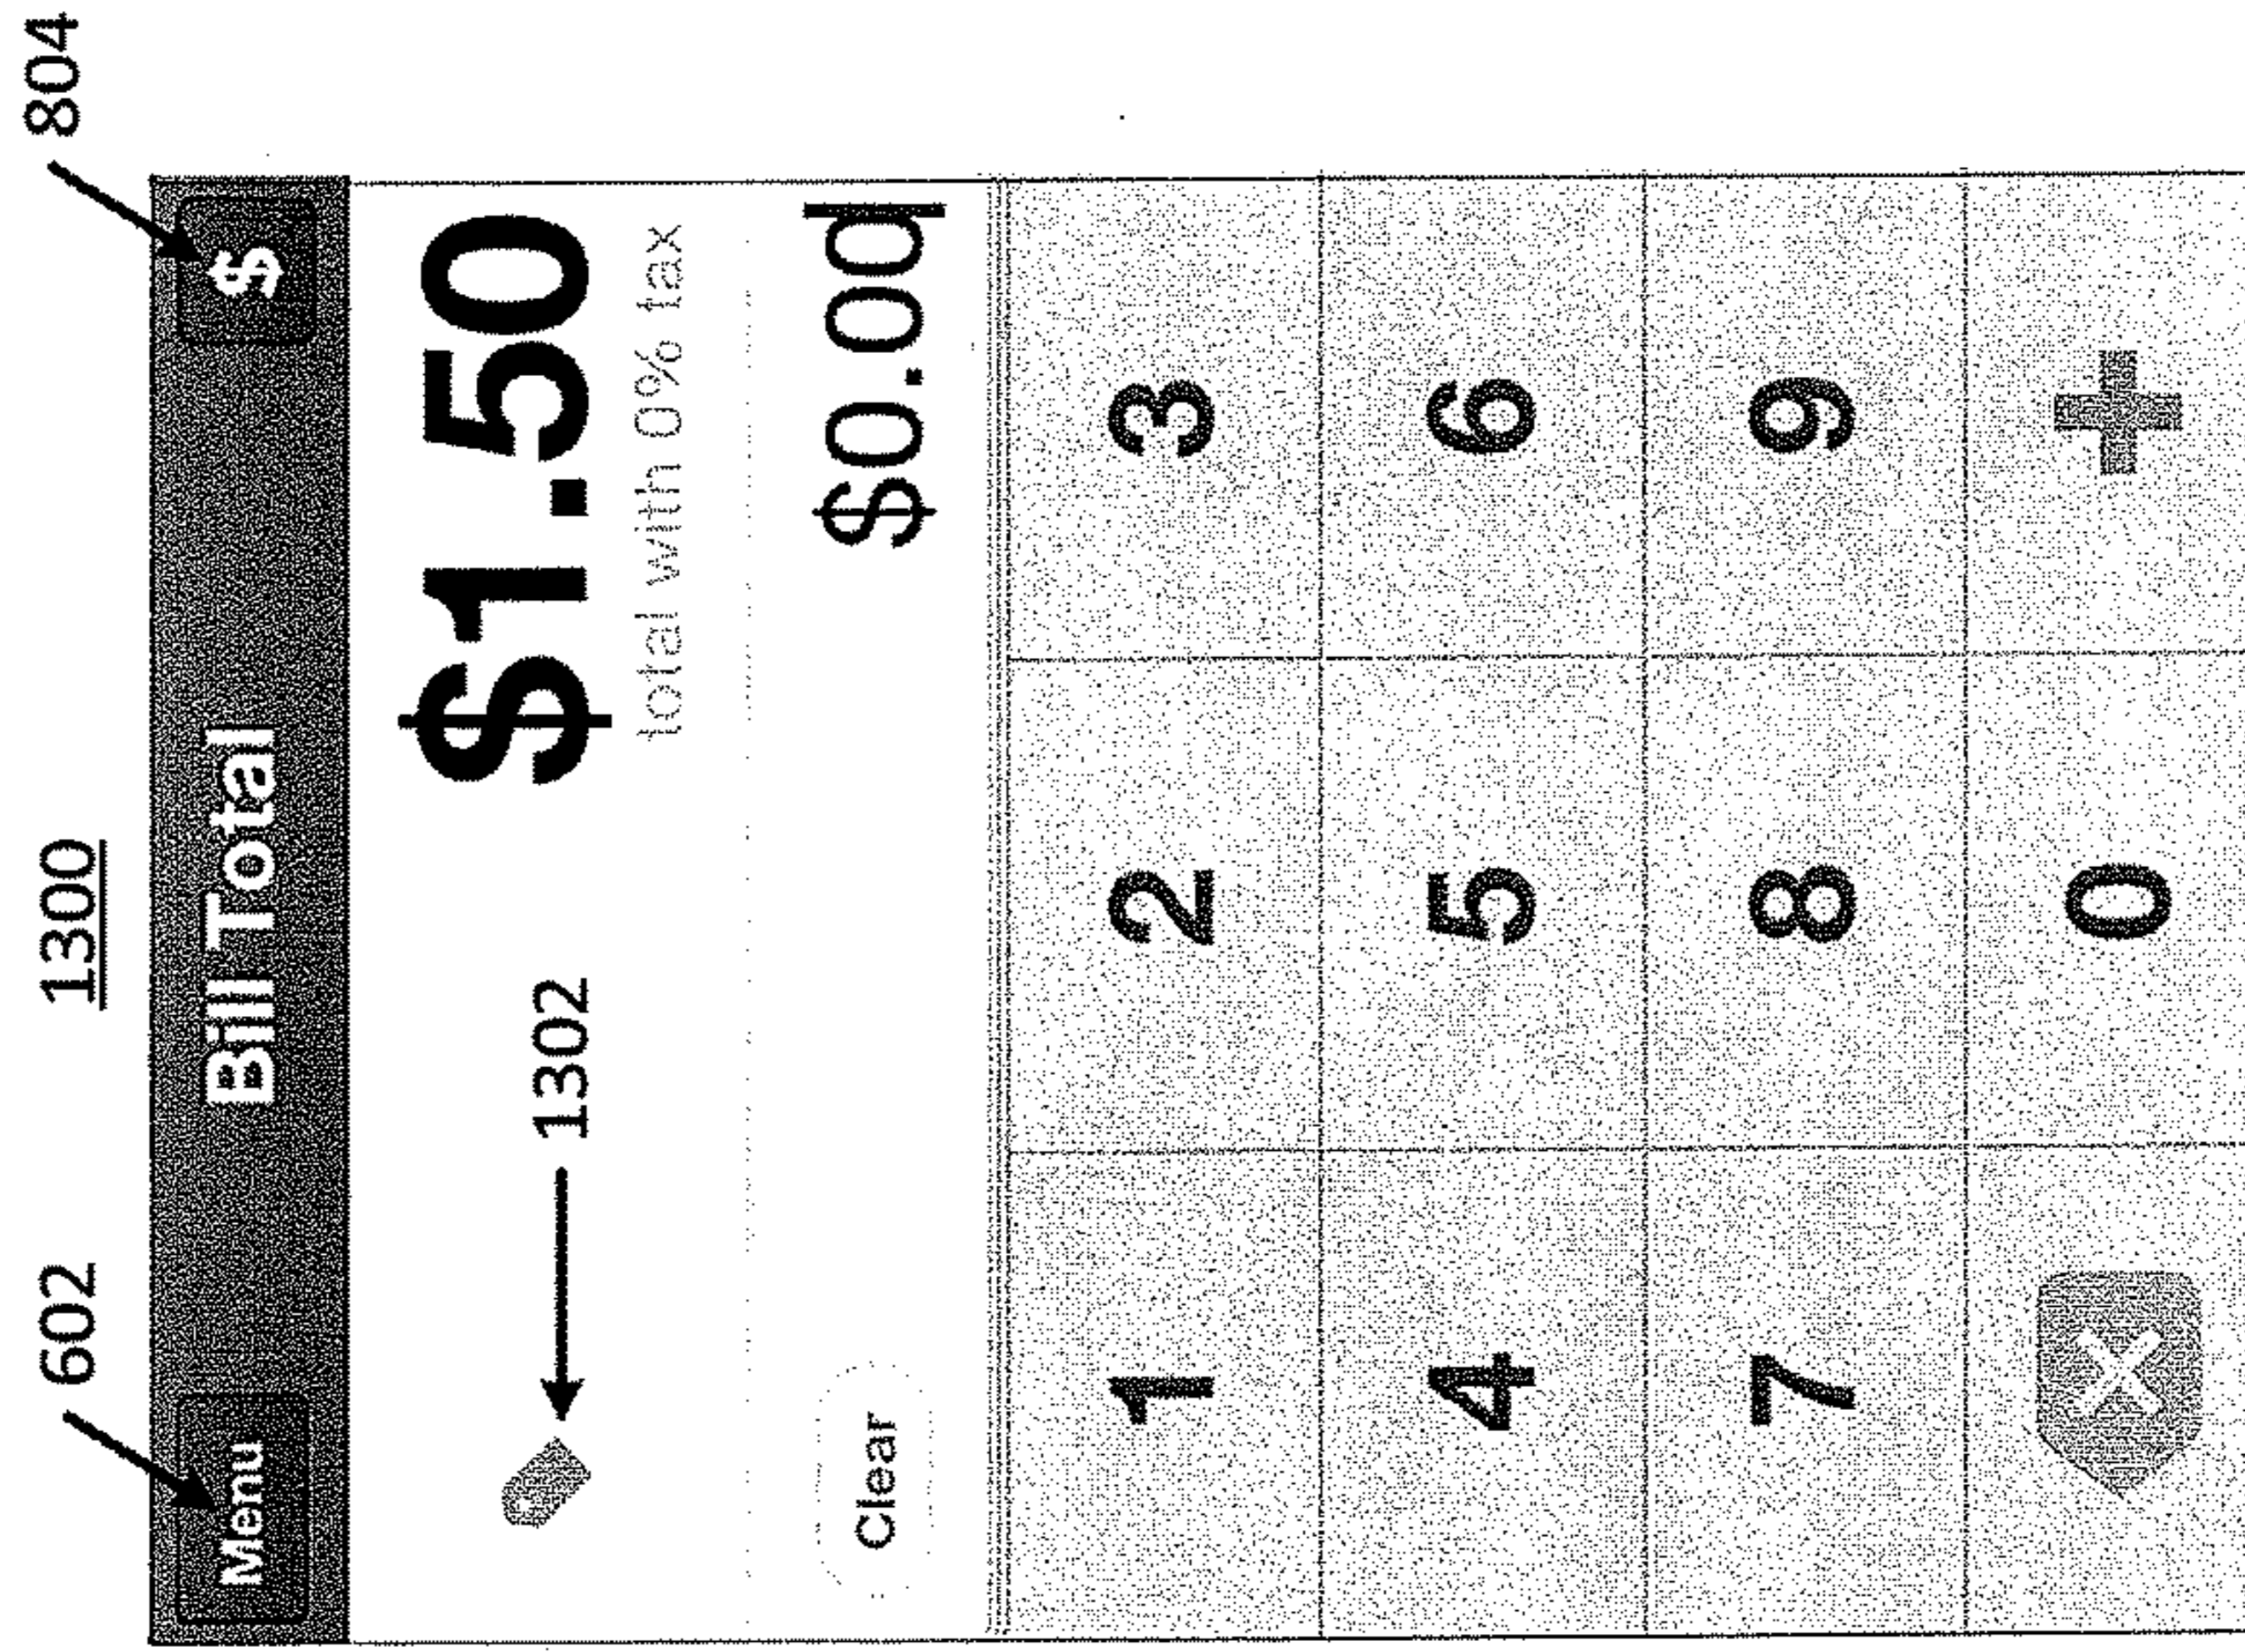 602 1300 804
Menu Bill Total $
1302 $1.50
total with 0% tax
Clear $0.00
1 2 3
4 5 6
7 8 9
0 +